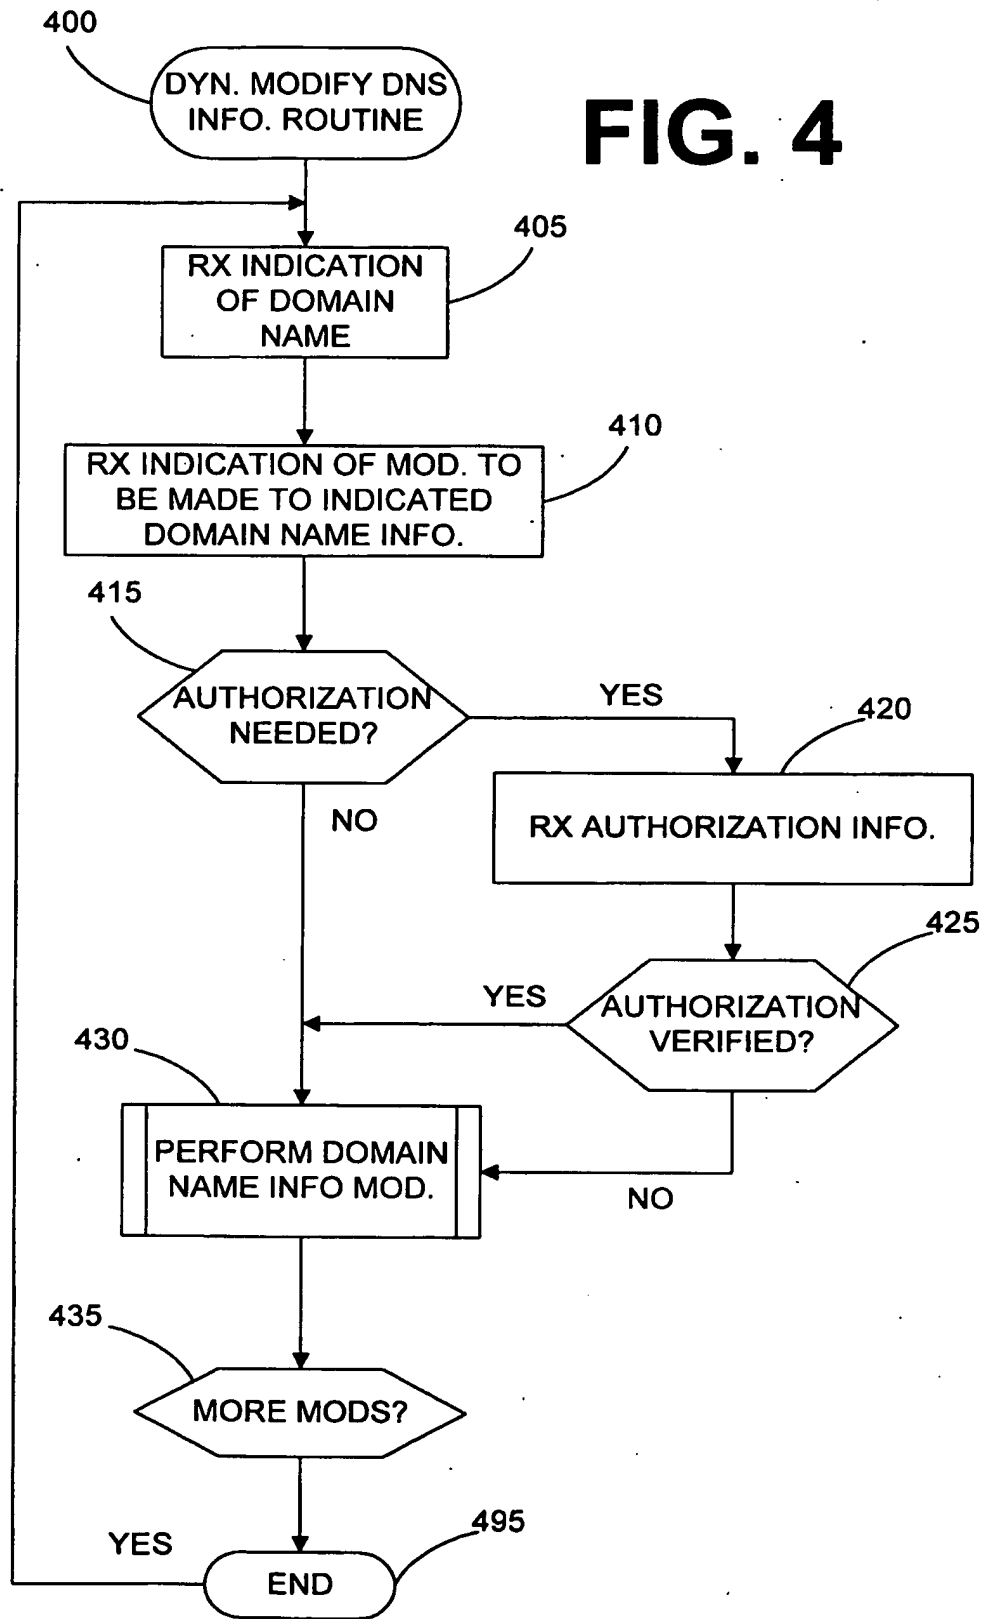 400
DYN. MODIFY DNS
INFO. ROUTINE
FIG. 4
405
RX INDICATION
OF DOMAIN
NAME
410
RX INDICATION OF MOD. TO
BE MADE TO INDICATED
DOMAIN NAME INFO.
415
AUTHORIZATION
NEEDED?
YES
420
NO
RX AUTHORIZATION INFO.
425
YES
AUTHORIZATION
VERIFIED?
430
PERFORM DOMAIN
NAME INFO MOD.
NO
435
MORE MODS?
YES
495
END